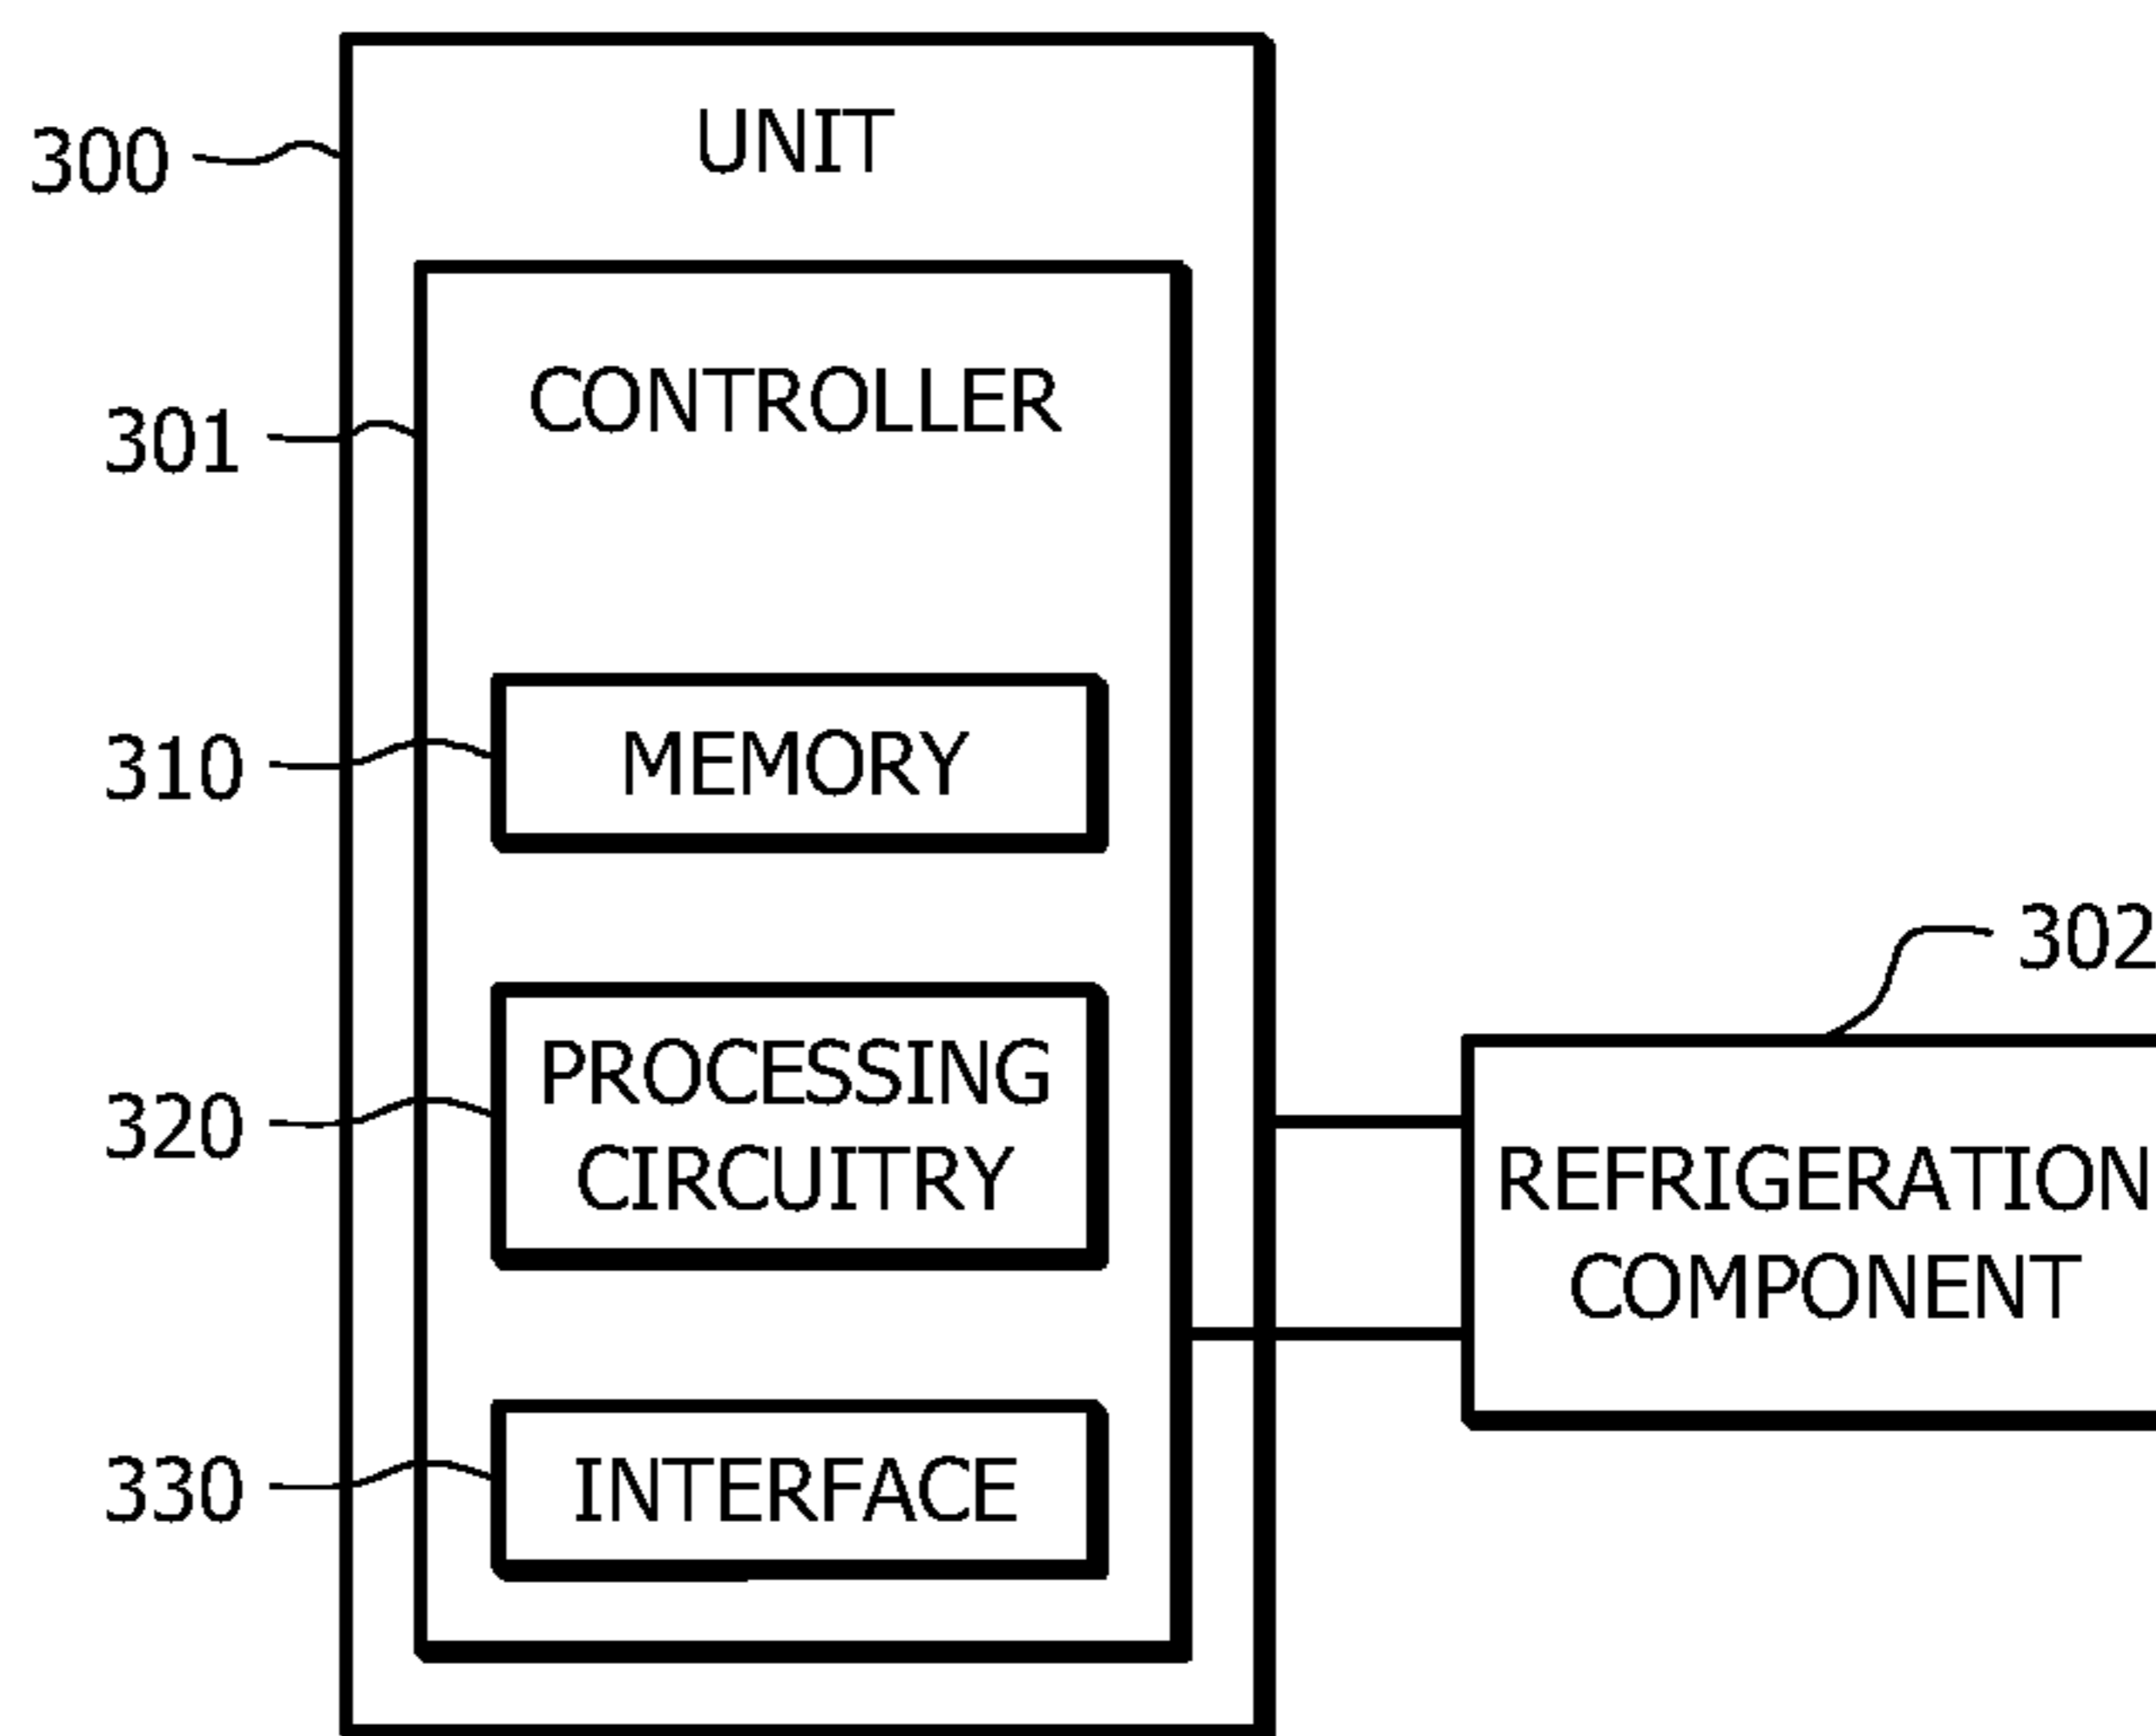 UNIT
300
CONTROLLER
301
MEMORY
310
302
PROCESSING
CIRCUITRY
320
REFRIGERATION
COMPONENT
INTERFACE
330